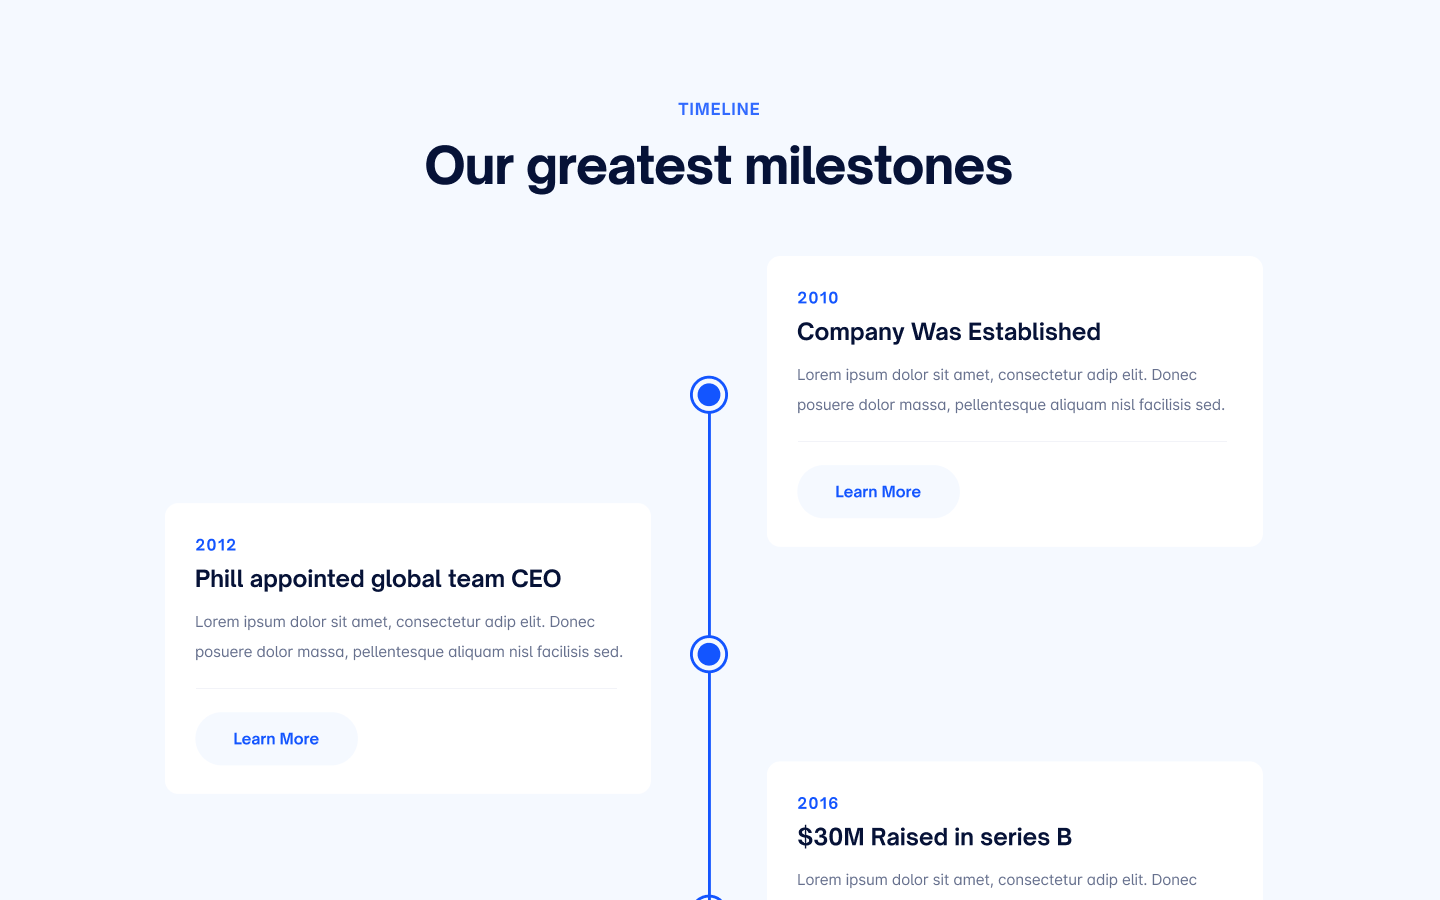 TIMELINE
Our greatest milestones
2010
Company Was Established
Lorem ipsum dolor sit amet, consectetur adip elit. Donec
posuere dolor massa, pellentesque aliquam nisl facilisis sed.
Learn More
2012
Phill appointed global team CEO
Lorem ipsum dolor sit amet, consectetur adip elit. Donec
posuere dolor massa, pellentesque aliquam nisl facilisis sed.
Learn More
2016
$30M Raised in series B
Lorem ipsum dolor sit amet, consectetur adip elit. Donec